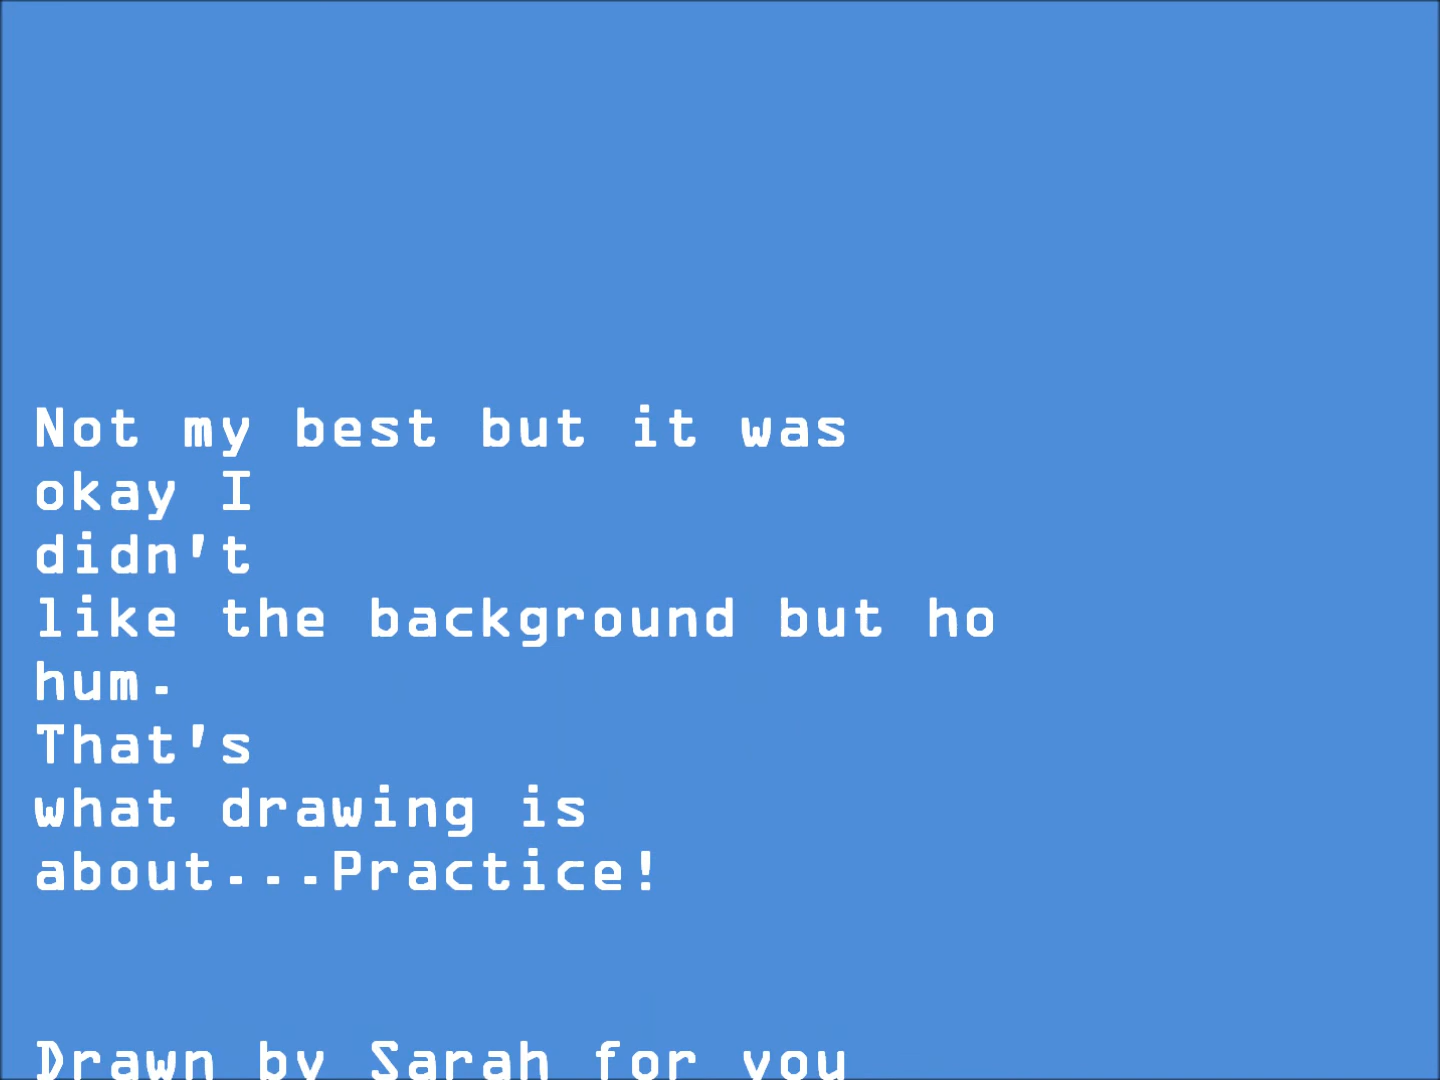 Not my best but it was
okay I
didn't
like the background but ho
hum.
That's
what drawing is
about...Practice!
Drawn by Sarah for you